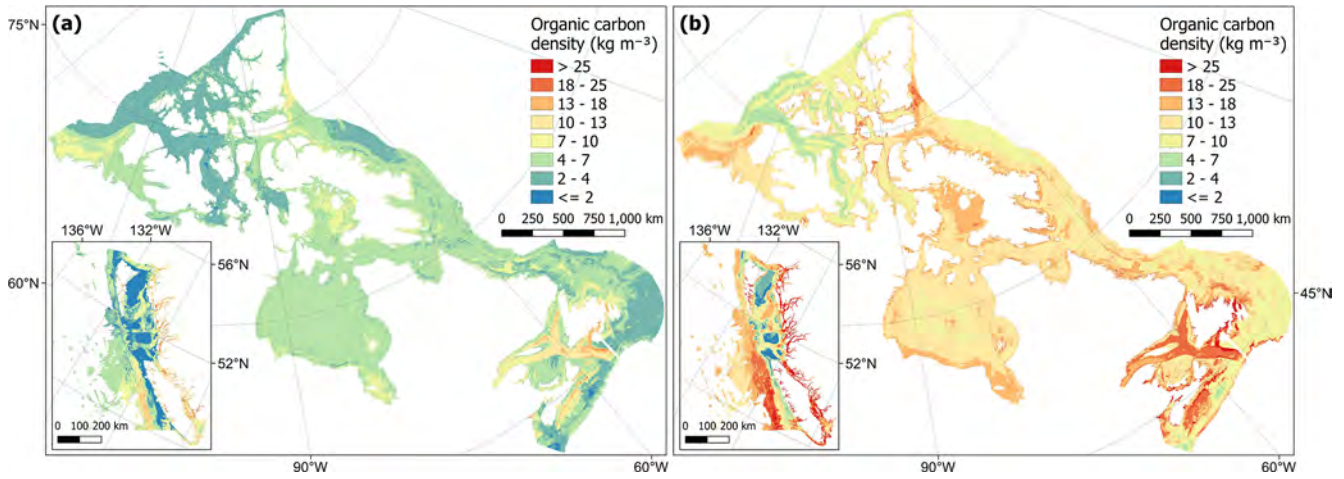 (a)
75°N
60°N
90°W
60°W
Organic carbon
density (kg m⁻³)
> 25
18 - 25
13 - 18
10 - 13
7 - 10
4 - 7
2 - 4
<= 2
0 250 500 750 1,000 km
136°W 132°W
56°N
52°N
0 100 200 km
(b)
45°N
90°W
60°W
Organic carbon
density (kg m⁻³)
> 25
18 - 25
13 - 18
10 - 13
7 - 10
4 - 7
2 - 4
<= 2
0 250 500 750 1,000 km
136°W 132°W
56°N
52°N
0 100 200 km